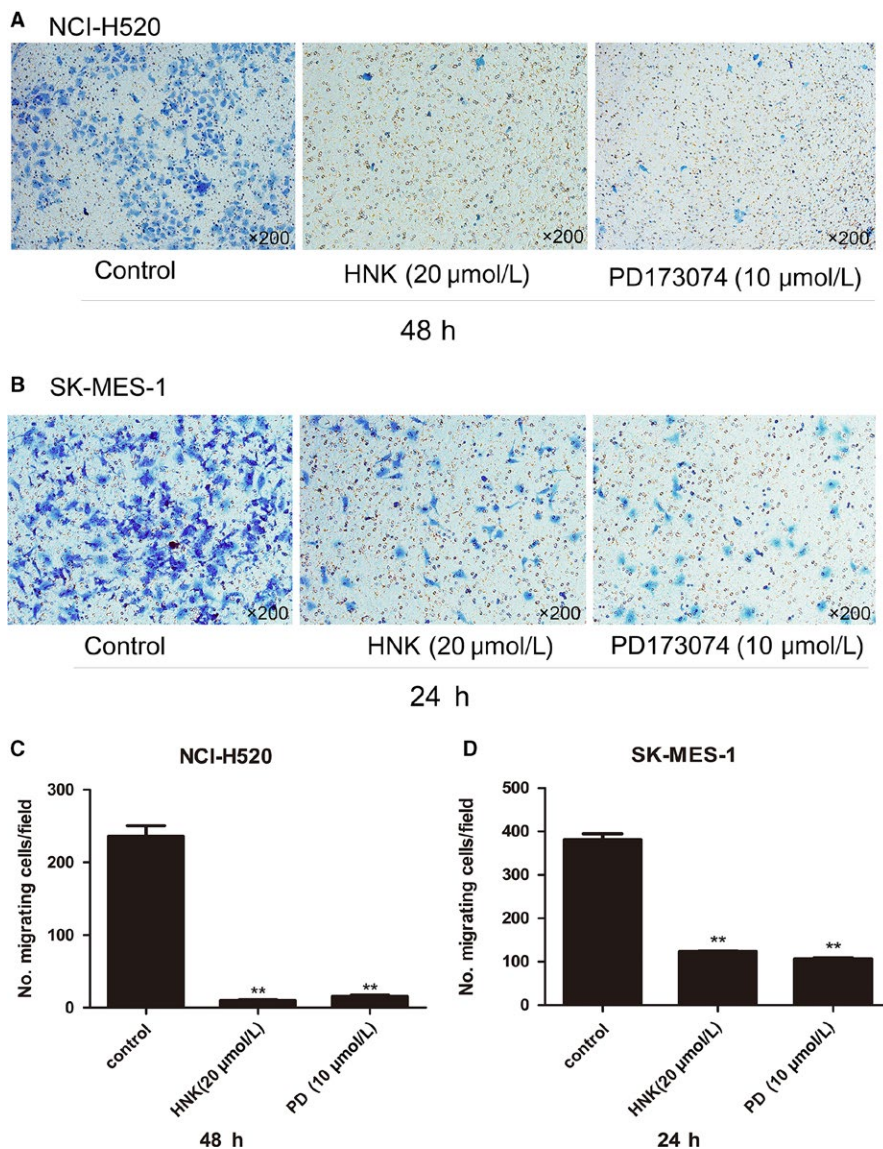 A NCI-H520
×200 ×200 ×200
Control HNK (20 µmol/L) PD173074 (10 µmol/L)
48 h
B SK-MES-1
×200 ×200 ×200
Control HNK (20 µmol/L) PD173074 (10 µmol/L)
24 h
C NCI-H520
No. migrating cells/field
300
200
100
0
** **
control HNK(20 µmol/L) PD (10 µmol/L)
48 h
D SK-MES-1
No. migrating cells/field
500
400
300
200
100
0
** **
control HNK(20 µmol/L) PD (10 µmol/L)
24 h